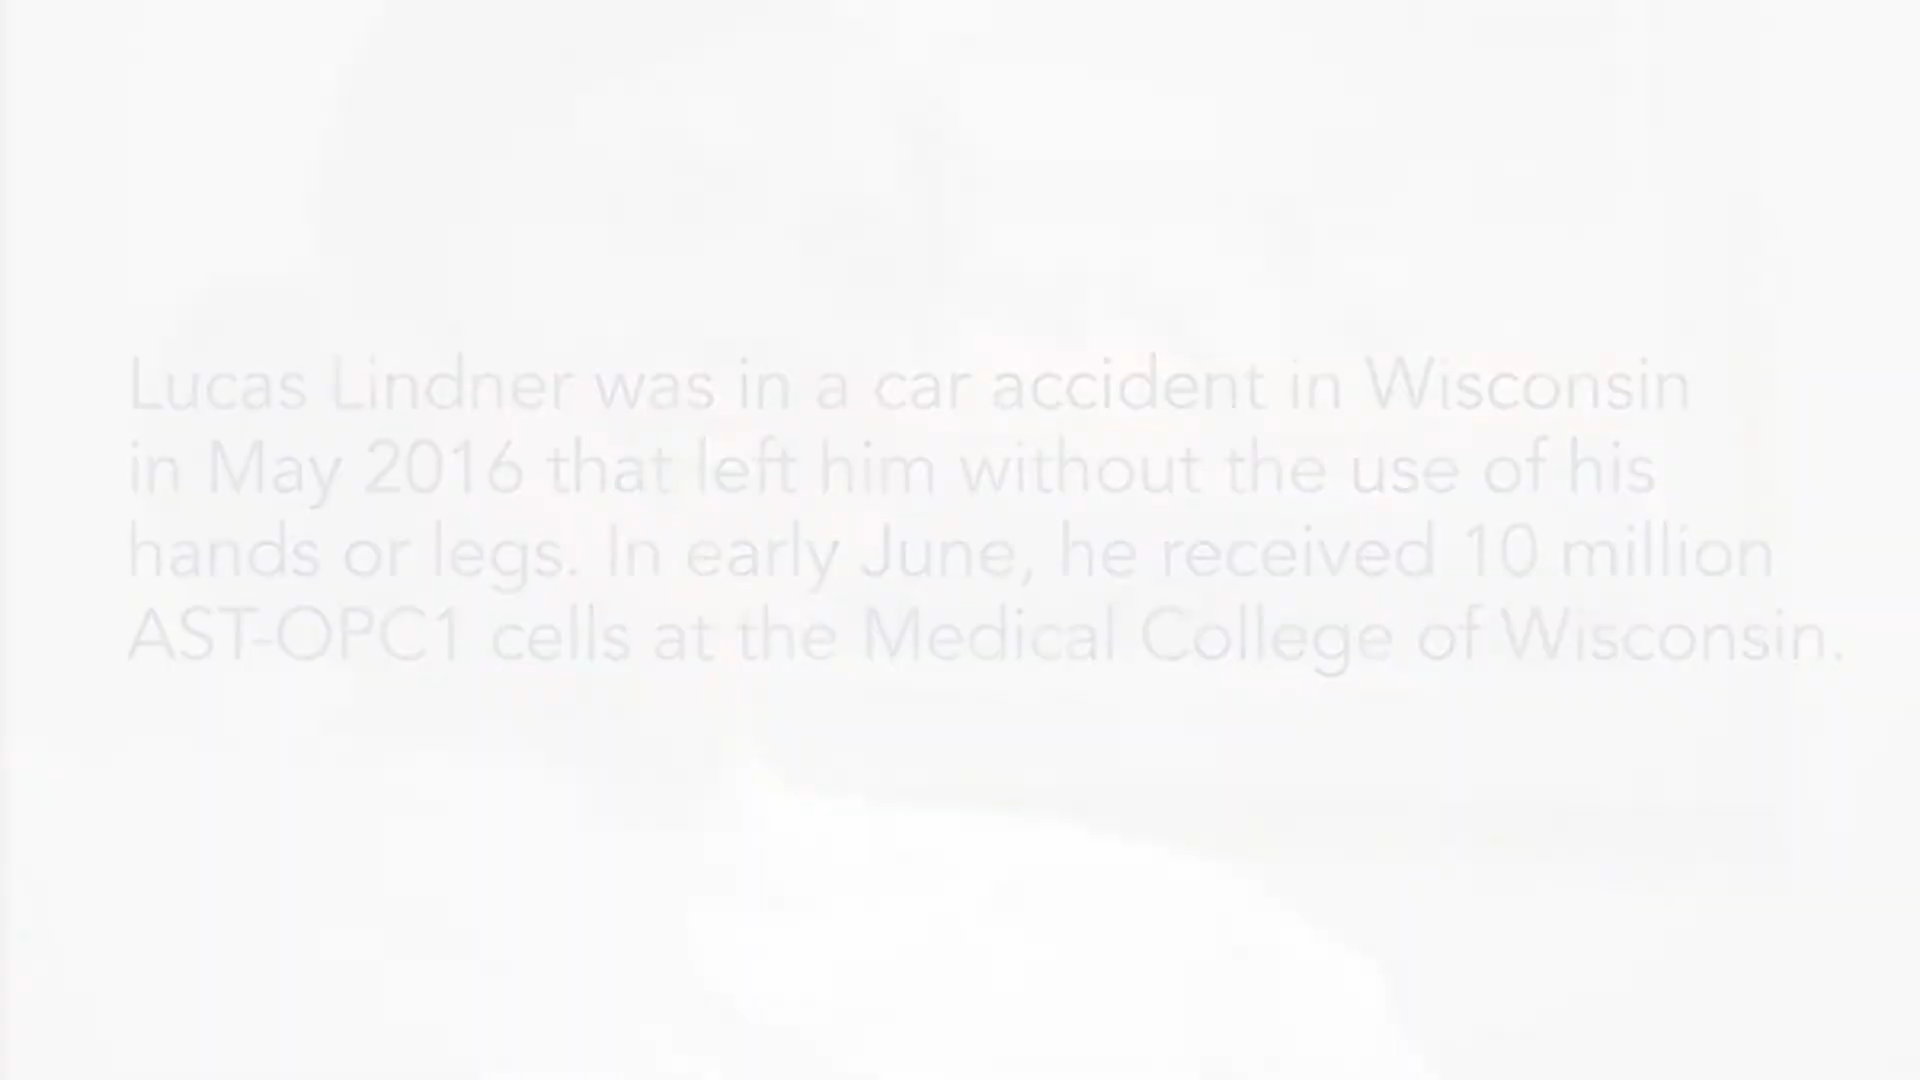 Lucas Lindner was in a car accident in Wisconsin
in May 2016 that left him without the use of his
hands or legs. In early June, he received 10 million
AST-OPC1 cells at the Medical College of Wisconsin.